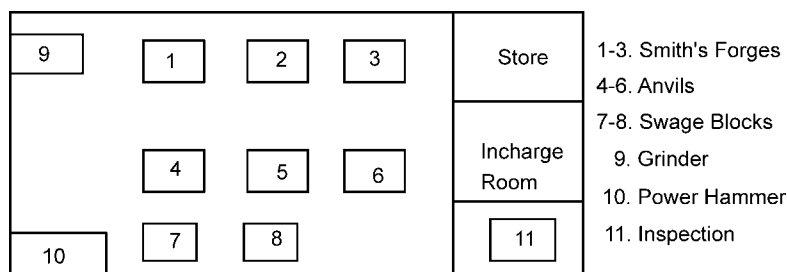 9
1
2
3
Store
4
5
6
Incharge
Room
7
8
10
11
1-3. Smith's Forges
4-6. Anvils
7-8. Swage Blocks
9. Grinder
10. Power Hammer
11. Inspection